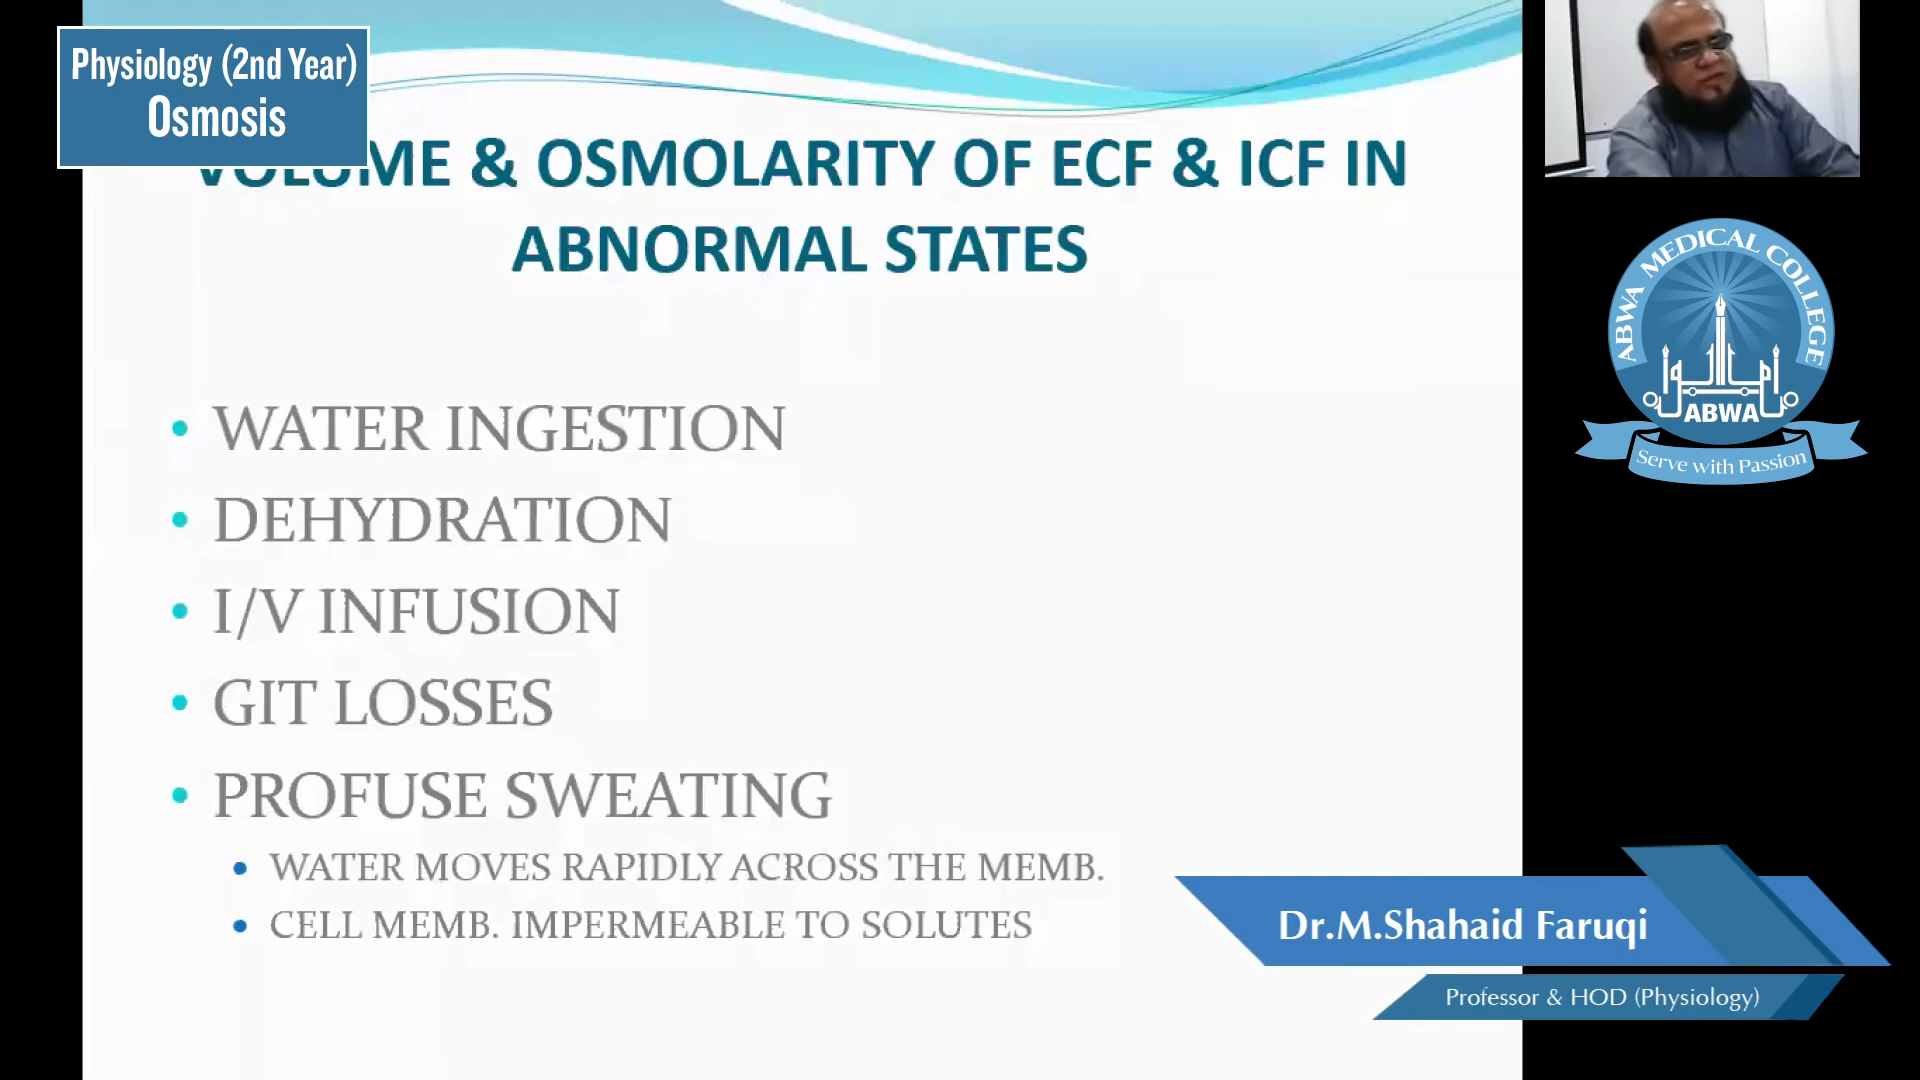 Physiology (2nd Year)
Osmosis
VOLUME & OSMOLARITY OF ECF & ICF IN
ABNORMAL STATES
• WATER INGESTION
• DEHYDRATION
• I/V INFUSION
• GIT LOSSES
• PROFUSE SWEATING
• WATER MOVES RAPIDLY ACROSS THE MEMB.
• CELL MEMB. IMPERMEABLE TO SOLUTES
ABWA MEDICAL COLLEGE
ABWA
Serve with Passion
Dr.M.Shahaid Faruqi
Professor & HOD (Physiology)